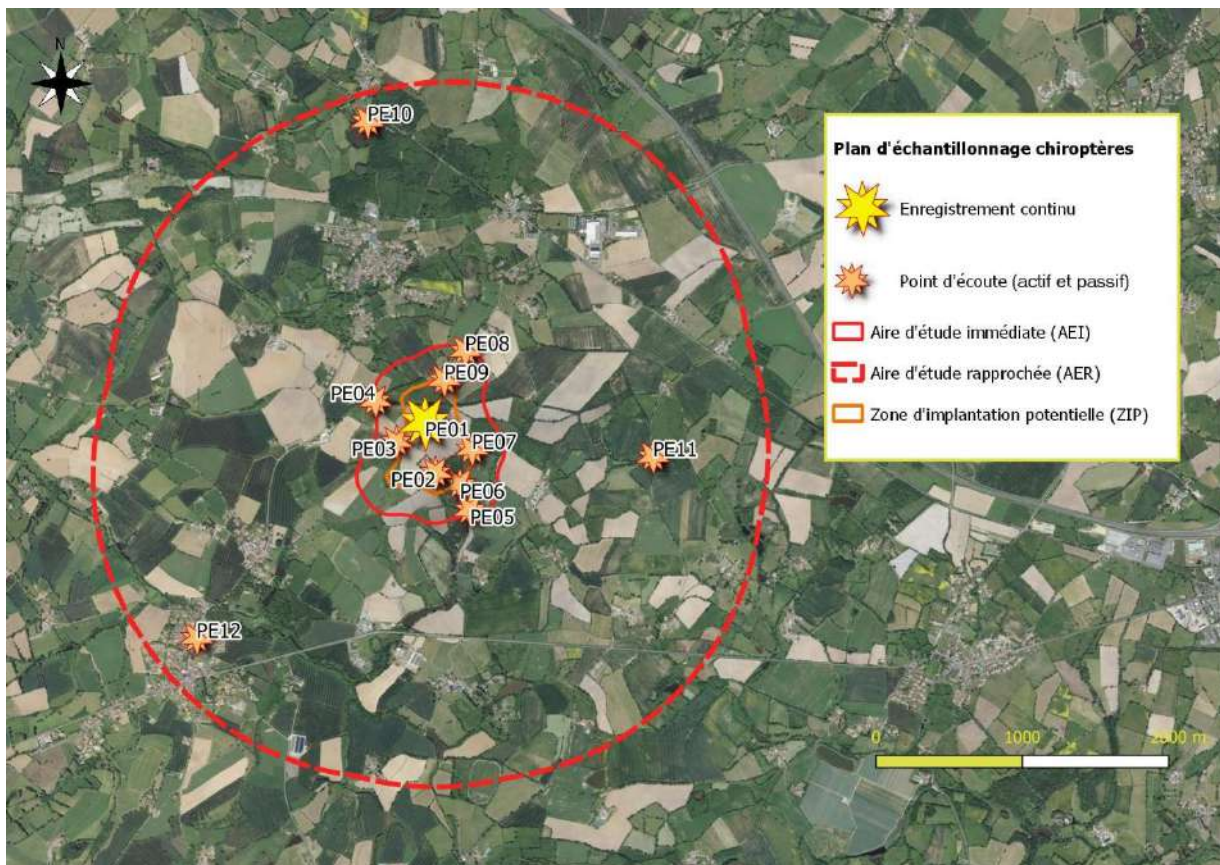 N
PE10
PE08
PE09
PE04
PE01
PE03
PE07
PE02
PE06
PE05
PE11
PE12
Plan d'échantillonnage chiroptères
Enregistrement continu
Point d'écoute (actif et passif)
Aire d'étude immédiate (AEI)
Aire d'étude rapprochée (AER)
Zone d'implantation potentielle (ZIP)
0 1000 2000 m